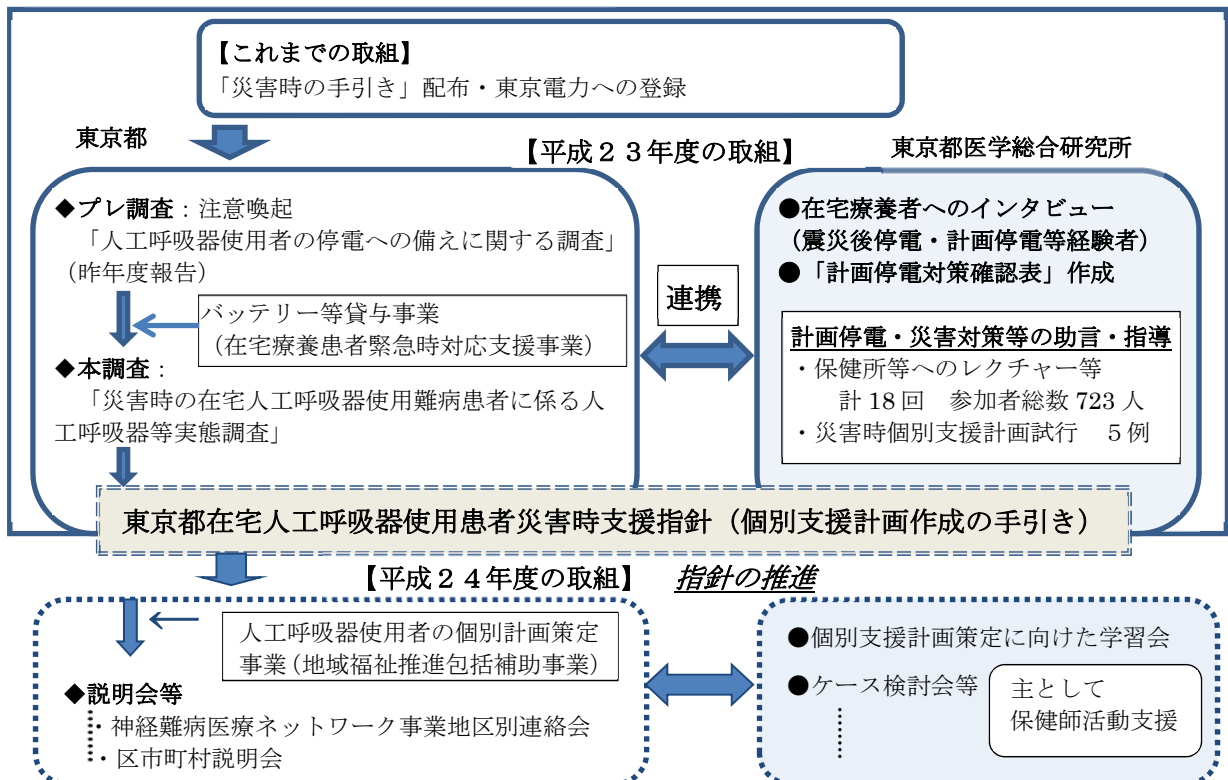 【これまでの取組】
「災害時の手引き」配布・東京電力への登録
東京都
【平成２３年度の取組】
東京都医学総合研究所
◆プレ調査：注意喚起
「人工呼吸器使用者の停電への備えに関する調査」
（昨年度報告）
バッテリー等貸与事業
（在宅療養患者緊急時対応支援事業）
◆本調査：
「災害時の在宅人工呼吸器使用難病患者に係る人
工呼吸器等実態調査」
連携
●在宅療養者へのインタビュー
（震災後停電・計画停電等経験者）
●「計画停電対策確認表」作成
計画停電・災害対策等の助言・指導
・保健所等へのレクチャー等
計 18 回　参加者総数 723 人
・災害時個別支援計画試行　５例
東京都在宅人工呼吸器使用患者災害時支援指針（個別支援計画作成の手引き）
【平成２４年度の取組】
指針の推進
人工呼吸器使用者の個別計画策定
事業（地域福祉推進包括補助事業）
◆説明会等
・神経難病医療ネットワーク事業地区別連絡会
・区市町村説明会
●個別支援計画策定に向けた学習会
●ケース検討会等
主として
保健師活動支援